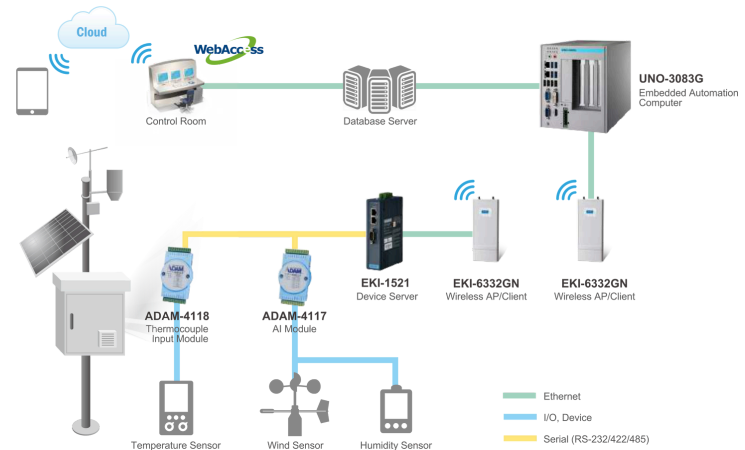 Cloud
WebAccess
Control Room
Database Server
UNO-3083G
Embedded Automation
Computer
EKI-1521
Device Server
EKI-6332GN
Wireless AP/Client
EKI-6332GN
Wireless AP/Client
ADAM
ADAM
ADAM-4118
Thermocouple
Input Module
ADAM-4117
AI Module
Temperature Sensor
Wind Sensor
Humidity Sensor
Ethernet
I/O, Device
Serial (RS-232/422/485)